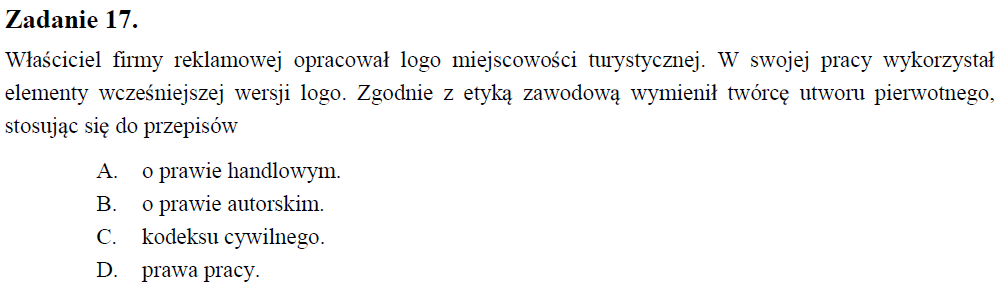 Zadanie 17.
Właściciel firmy reklamowej opracował logo miejscowości turystycznej. W swojej pracy wykorzystał
elementy wcześniejszej wersji logo. Zgodnie z etyką zawodową wymienił twórcę utworu pierwotnego,
stosując się do przepisów
A. o prawie handlowym.
B. o prawie autorskim.
C. kodeksu cywilnego.
D. prawa pracy.